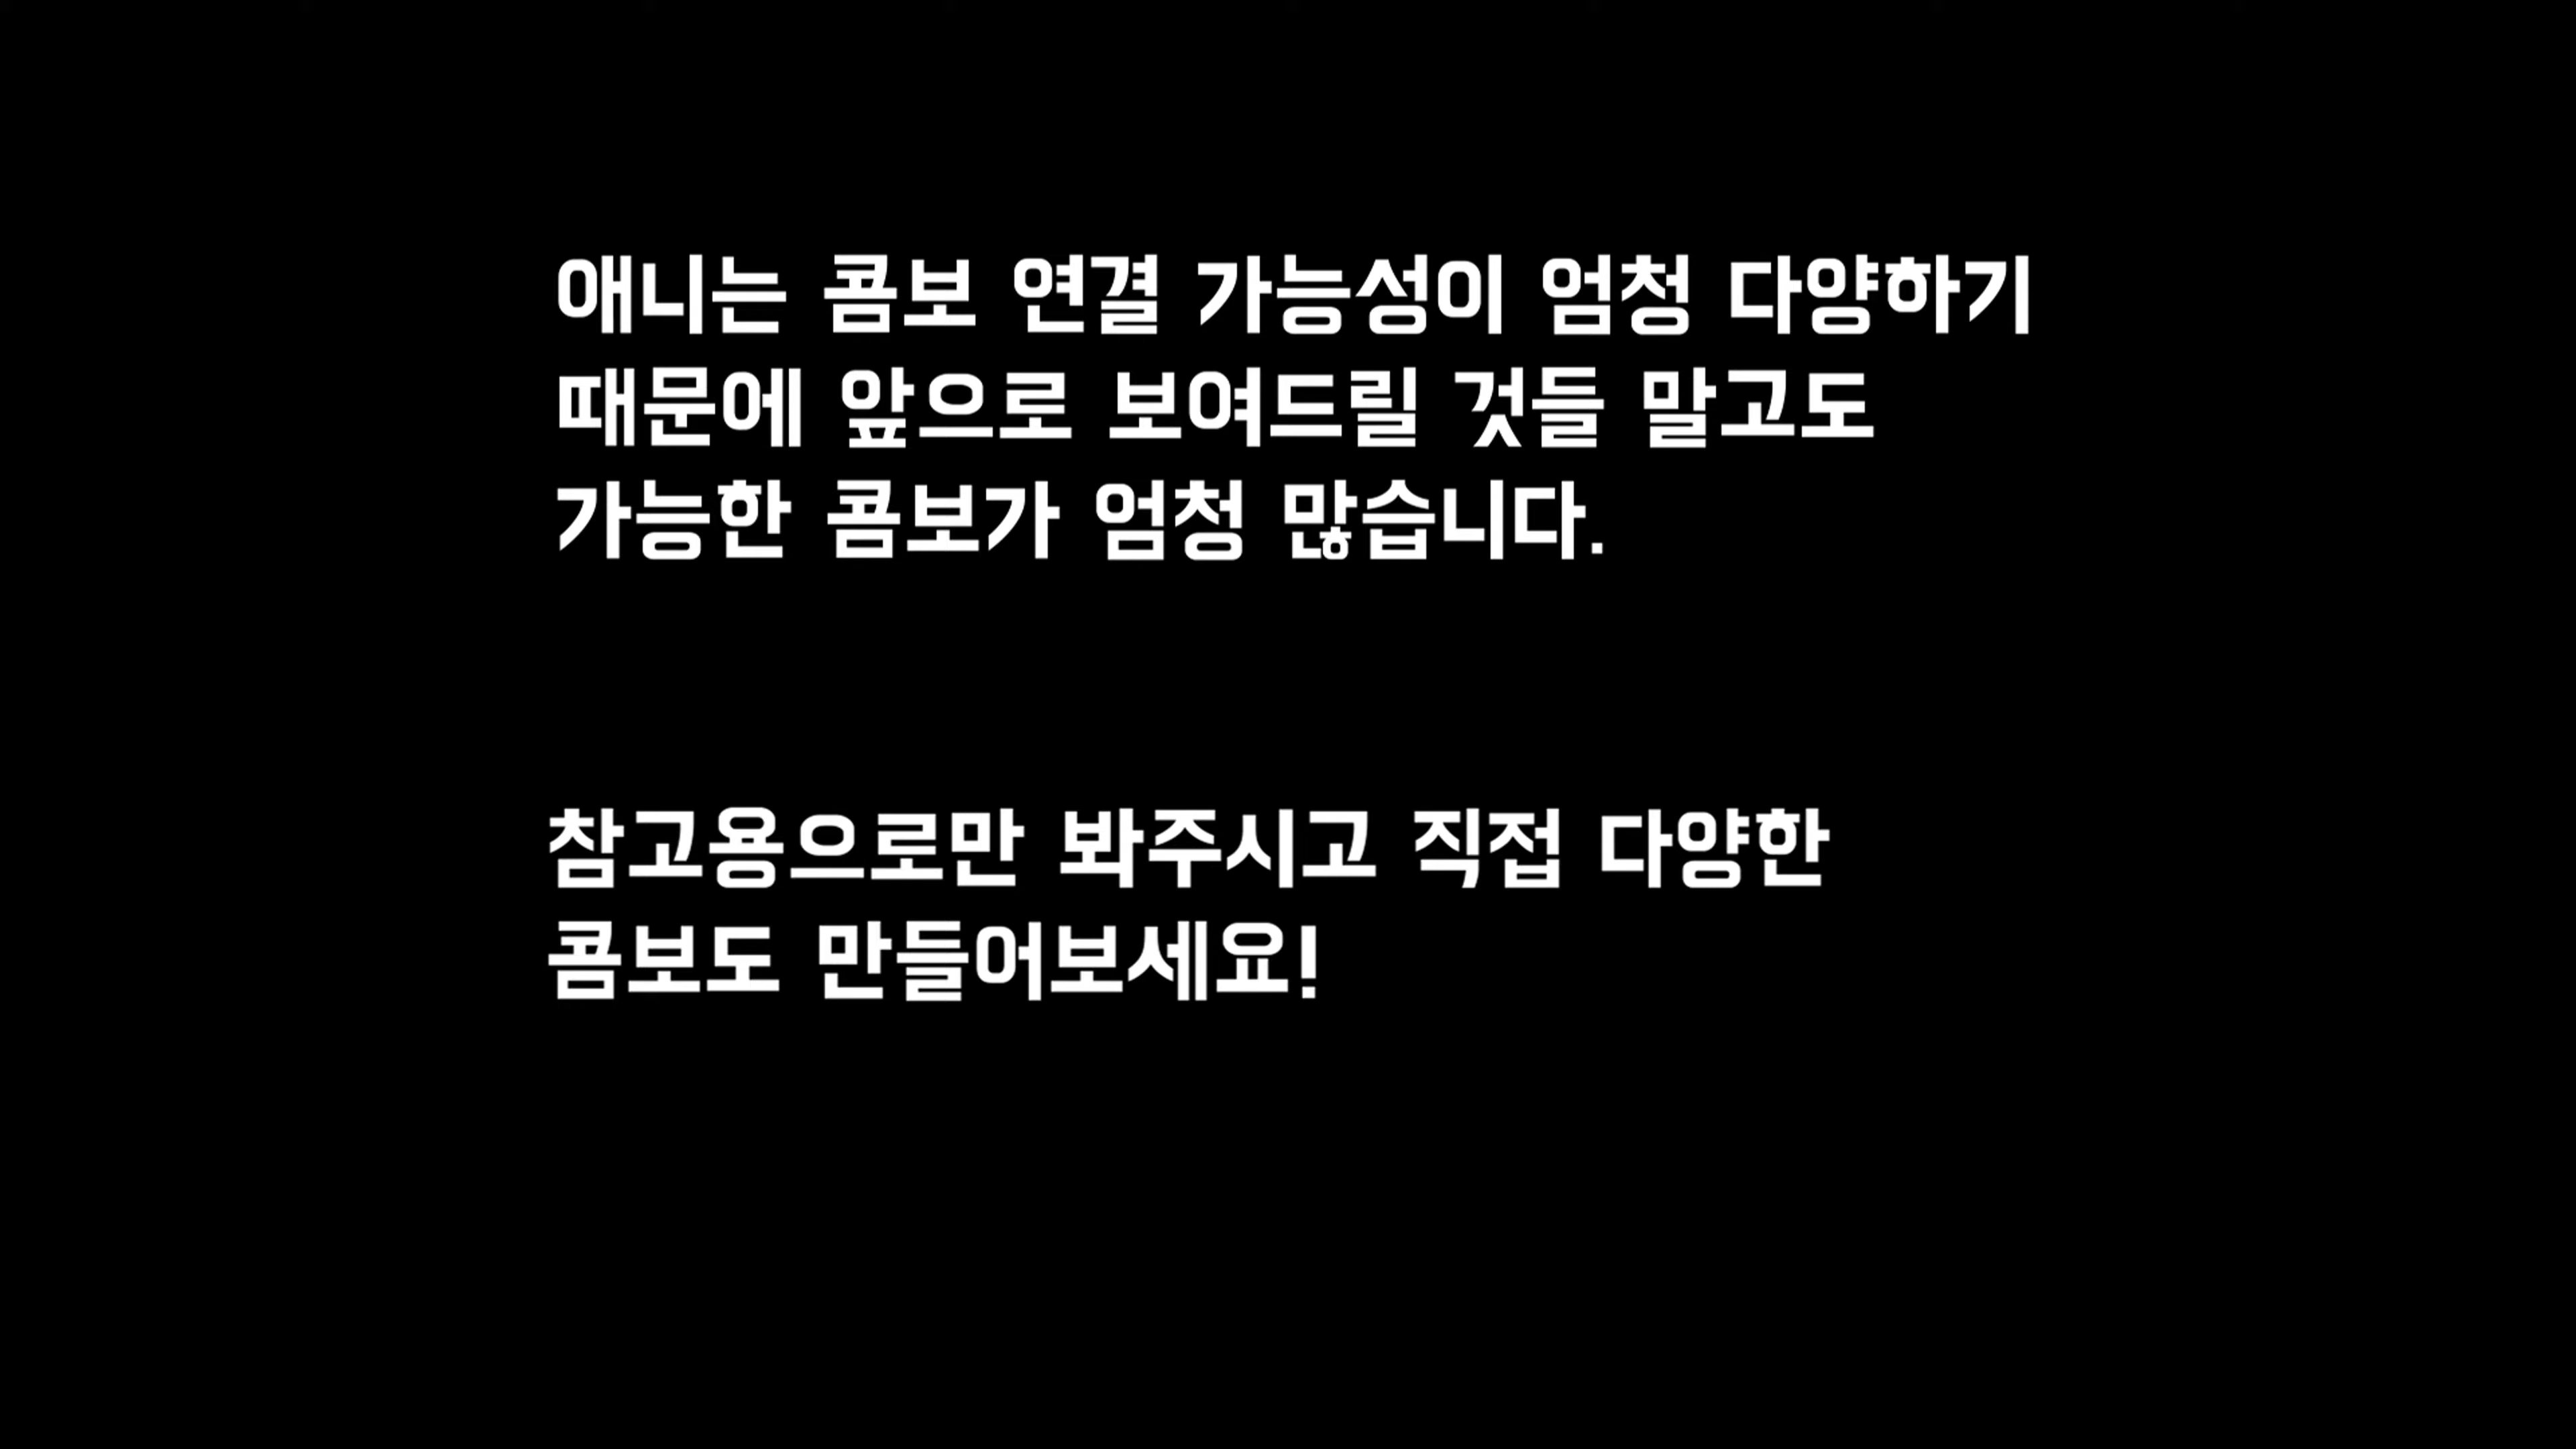 애니는 콤보 연결 가능성이 엄청 다양하기
때문에 앞으로 보여드릴 것들 말고도
가능한 콤보가 엄청 많습니다.
참고용으로만 봐주시고 직접 다양한
콤보도 만들어보세요!